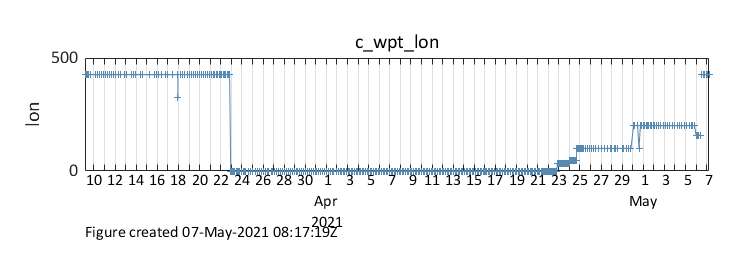 c_wpt_lon
500
lon
0
10 12 14 16 18 20 22 24 26 28 30 1 3 5 7 9 11 13 15 17 19 21 23 25 27 29 1 3 5 7
Apr May
2021
Figure created 07-May-2021 08:17:19Z